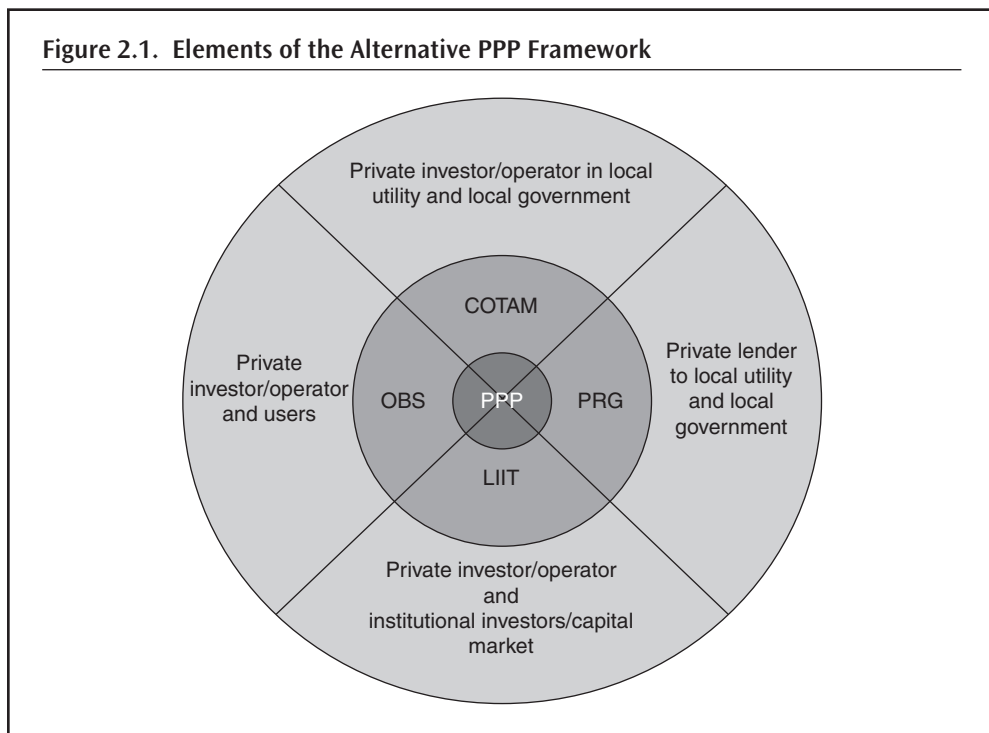 Figure 2.1. Elements of the Alternative PPP Framework
Private investor/operator in local
utility and local government
COTAM
Private
investor/operator
and users
OBS
PPP
PRG
Private lender
to local utility
and local
government
LIIT
Private investor/operator
and
institutional investors/capital
market